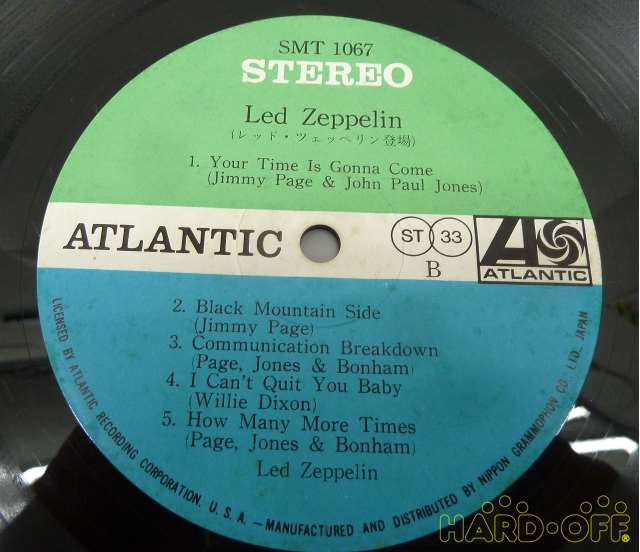 SMT 1067
STEREO
Led Zeppelin
(レッド・ツェッペリン登場)
1. Your Time Is Gonna Come
(Jimmy Page & John Paul Jones)
ATLANTIC
ST 33
B
ATLANTIC
2. Black Mountain Side
(Jimmy Page)
3. Communication Breakdown
(Page, Jones & Bonham)
4. I Can't Quit You Baby
(Willie Dixon)
5. How Many More Times
(Page, Jones & Bonham)
Led Zeppelin
LICENSED BY ATLANTIC RECORDING CORPORATION, U. S. A. — MANUFACTURED AND DISTRIBUTED BY NIPPON GRAMMOPHON CO. LTD. JAPAN
HARD·OFF®